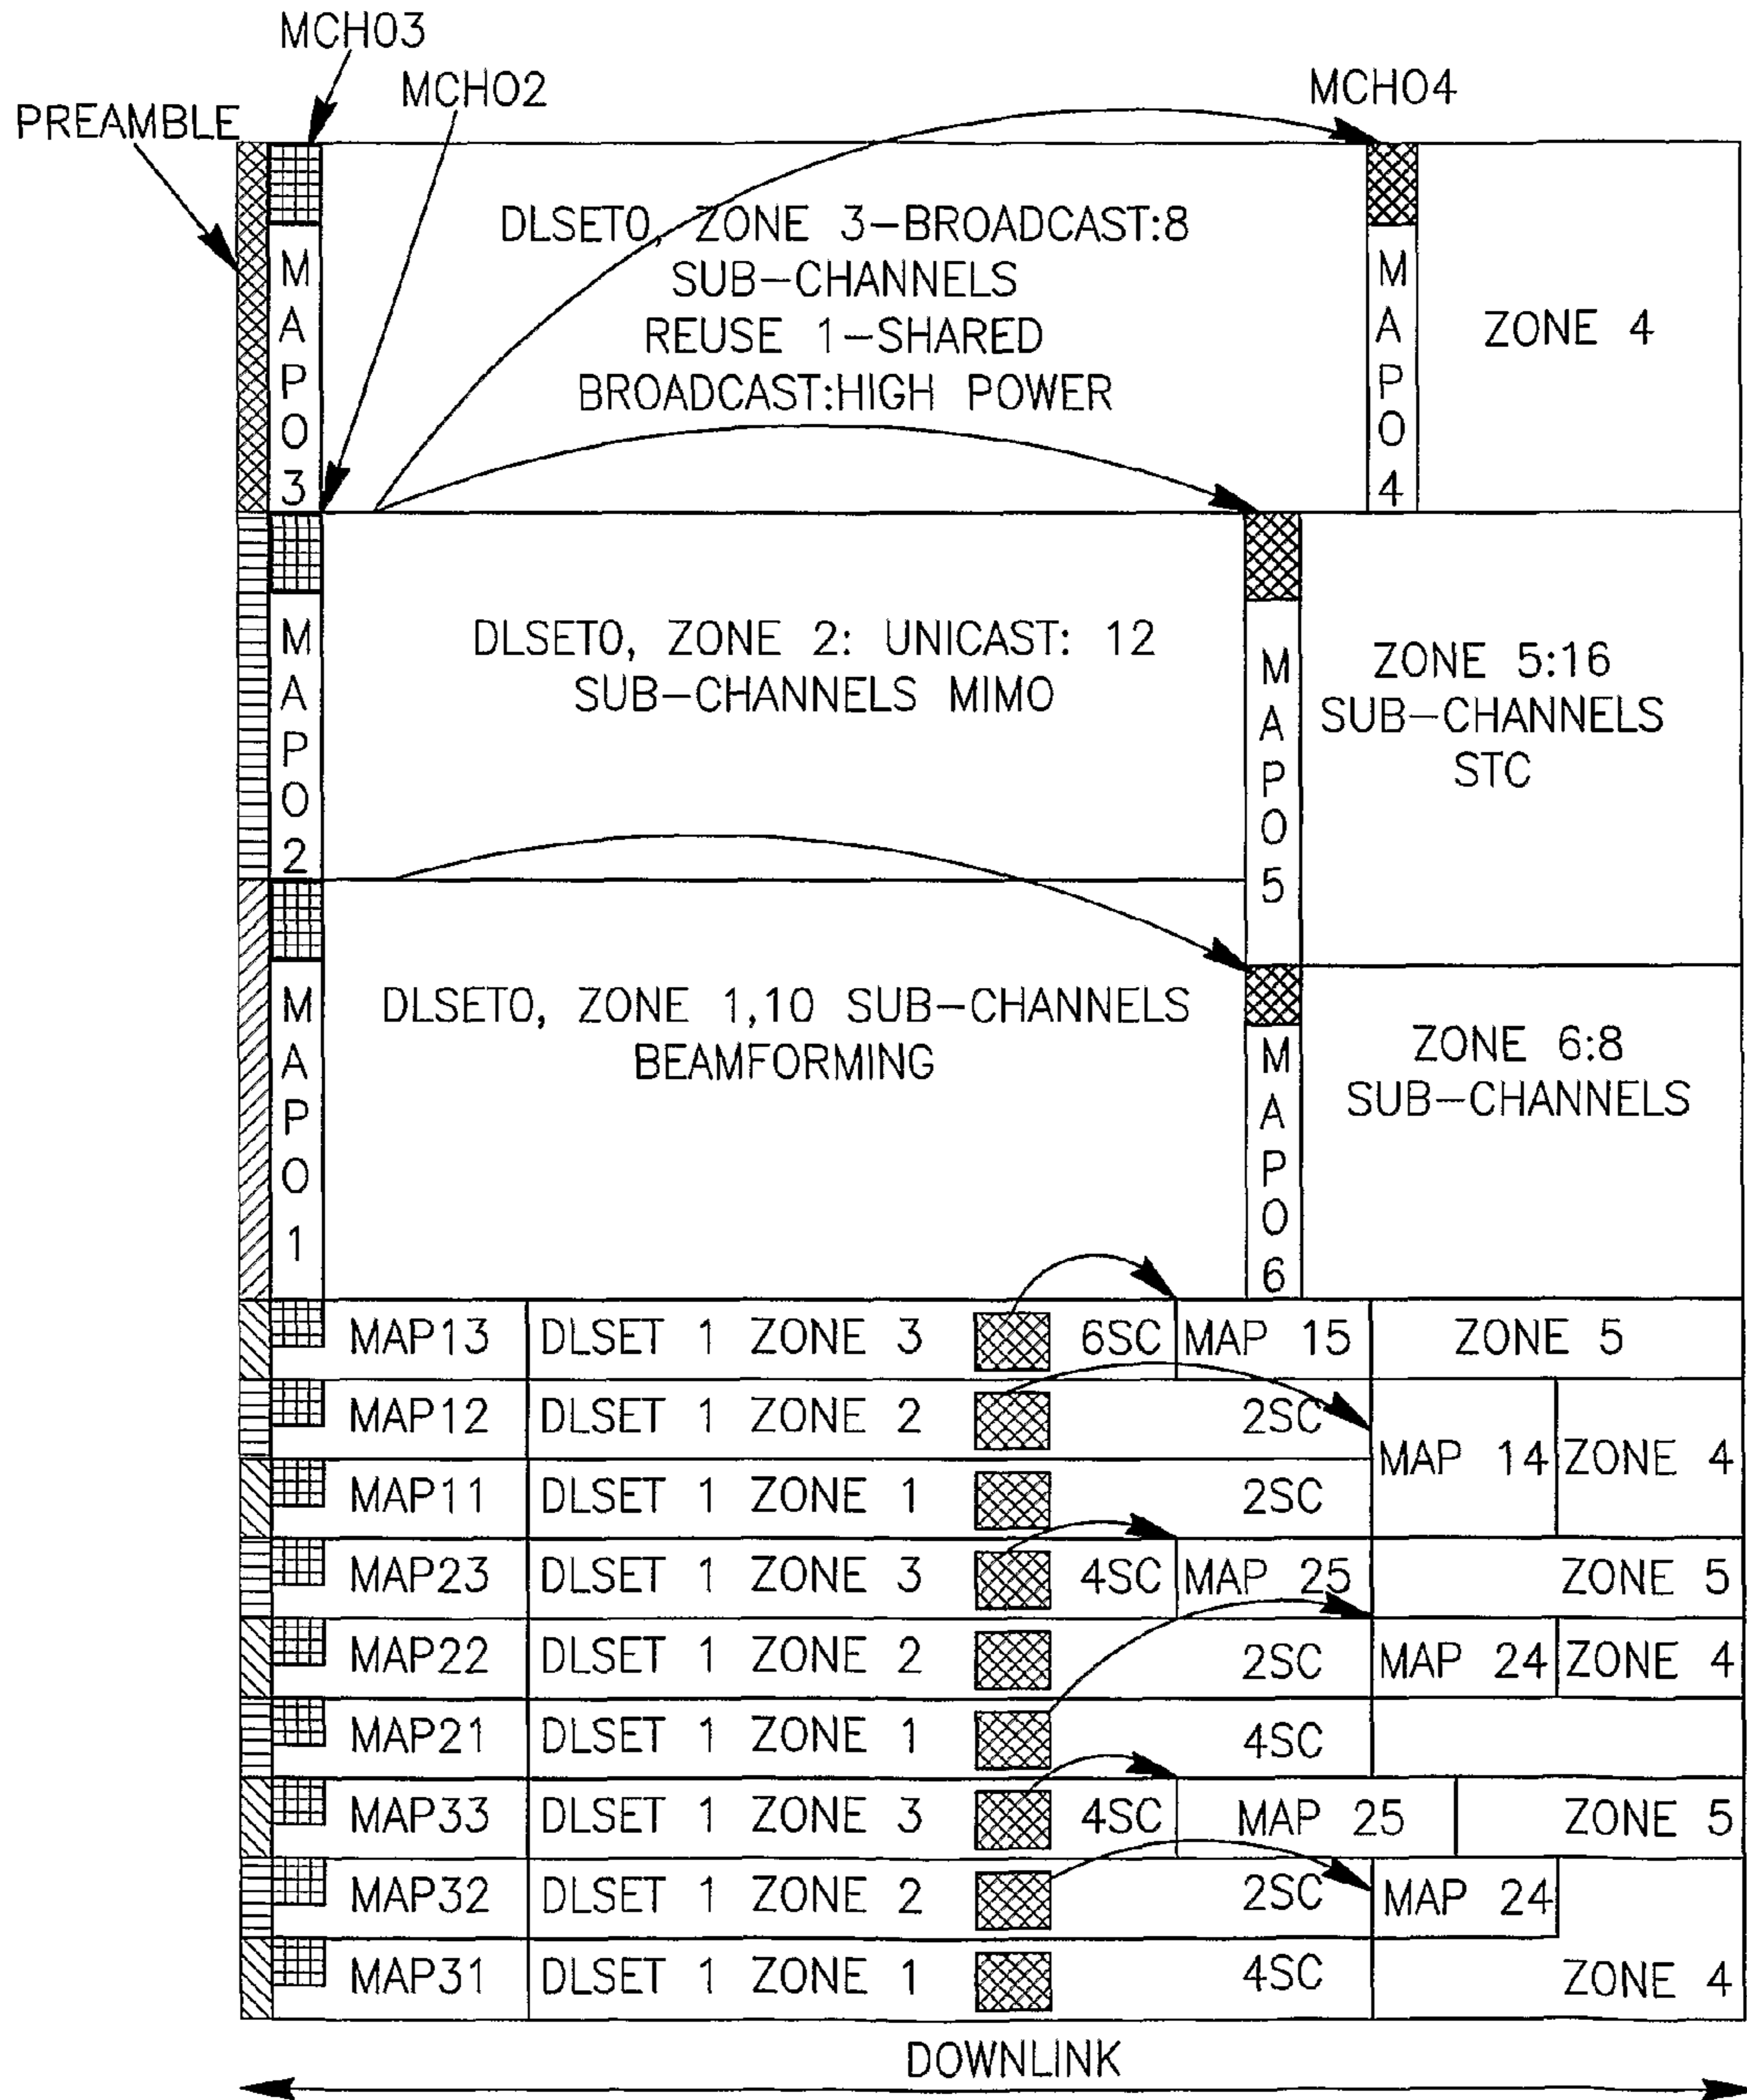 MCH03
MCH02
MCH04
PREAMBLE
MAP03
DLSET0, ZONE 3-BROADCAST:8
SUB-CHANNELS
REUSE 1-SHARED
BROADCAST:HIGH POWER
MAP04
ZONE 4
MAP02
DLSET0, ZONE 2: UNICAST: 12
SUB-CHANNELS MIMO
MAP05
ZONE 5:16
SUB-CHANNELS
STC
MAP01
DLSET0, ZONE 1,10 SUB-CHANNELS
BEAMFORMING
MAP06
ZONE 6:8
SUB-CHANNELS
MAP13 DLSET 1 ZONE 3 6SC MAP 15 ZONE 5
MAP12 DLSET 1 ZONE 2 2SC
MAP 14 ZONE 4
MAP11 DLSET 1 ZONE 1 2SC
MAP23 DLSET 1 ZONE 3 4SC MAP 25 ZONE 5
MAP22 DLSET 1 ZONE 2 2SC MAP 24 ZONE 4
MAP21 DLSET 1 ZONE 1 4SC
MAP33 DLSET 1 ZONE 3 4SC MAP 25 ZONE 5
MAP32 DLSET 1 ZONE 2 2SC MAP 24
MAP31 DLSET 1 ZONE 1 4SC ZONE 4
DOWNLINK